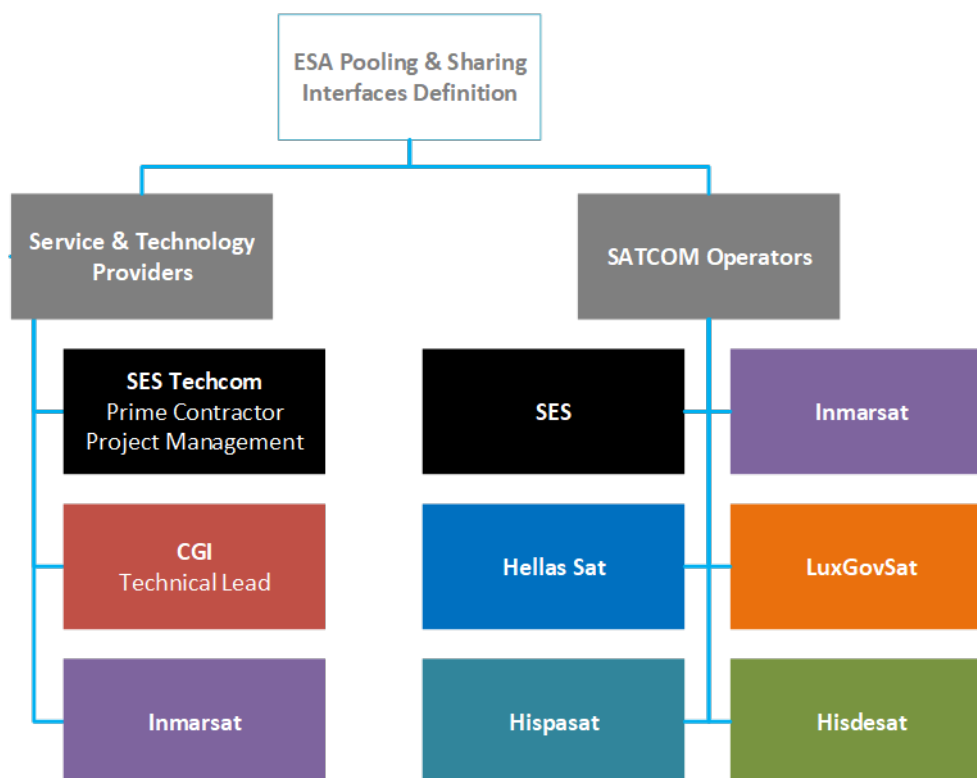 ESA Pooling & Sharing
Interfaces Definition
Service & Technology
Providers
SATCOM Operators
SES Techcom
Prime Contractor
Project Management
SES
Inmarsat
CGI
Technical Lead
Hellas Sat
LuxGovSat
Inmarsat
Hispasat
Hisdesat